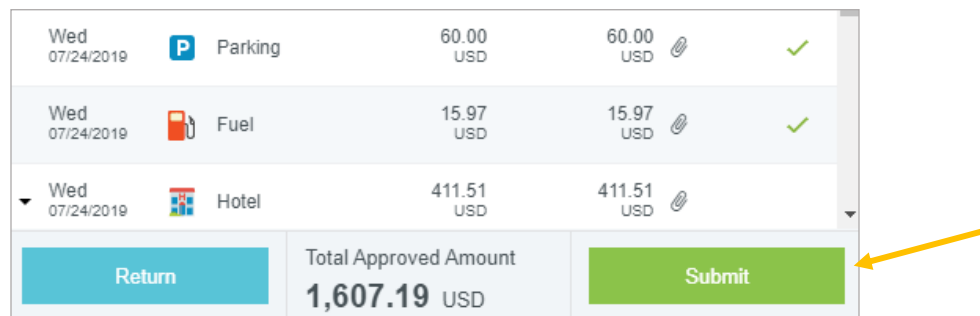 Wed 07/24/2019 P Parking 60.00 USD 60.00 USD
Wed 07/24/2019 Fuel 15.97 USD 15.97 USD
Wed 07/24/2019 H Hotel 411.51 USD 411.51 USD
Return
Total Approved Amount
1,607.19 USD
Submit